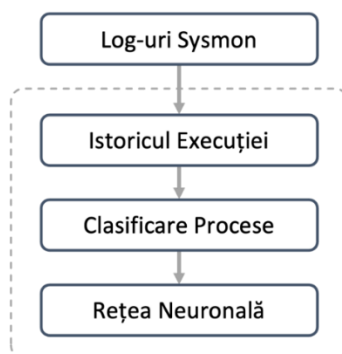 Log-uri Sysmon
Istoricul Execuției
Clasificare Procese
Rețea Neuronală